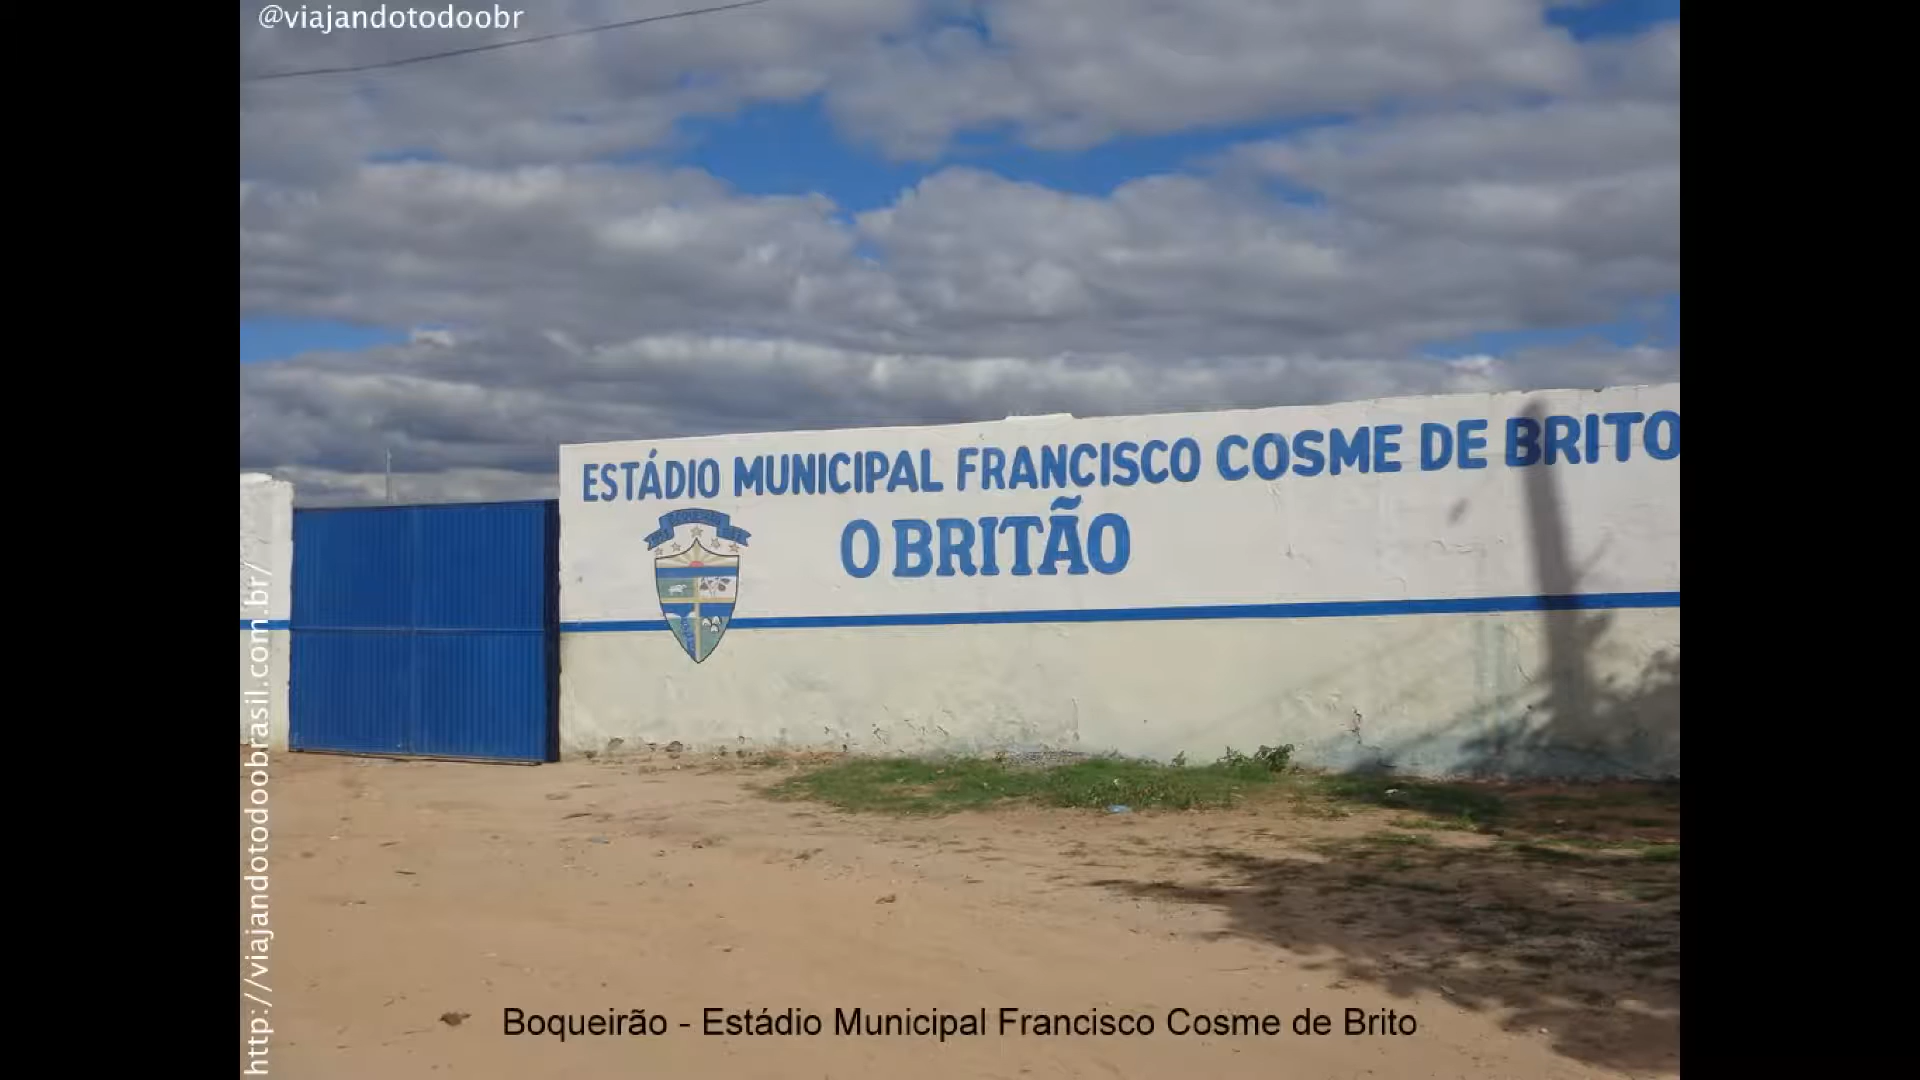 @viajandotodoobr
ESTÁDIO MUNICIPAL FRANCISCO COSME DE BRITO
O BRITÃO
BOQUEIRÃO
http://viajandotodoobrasil.com.br/
Boqueirão - Estádio Municipal Francisco Cosme de Brito